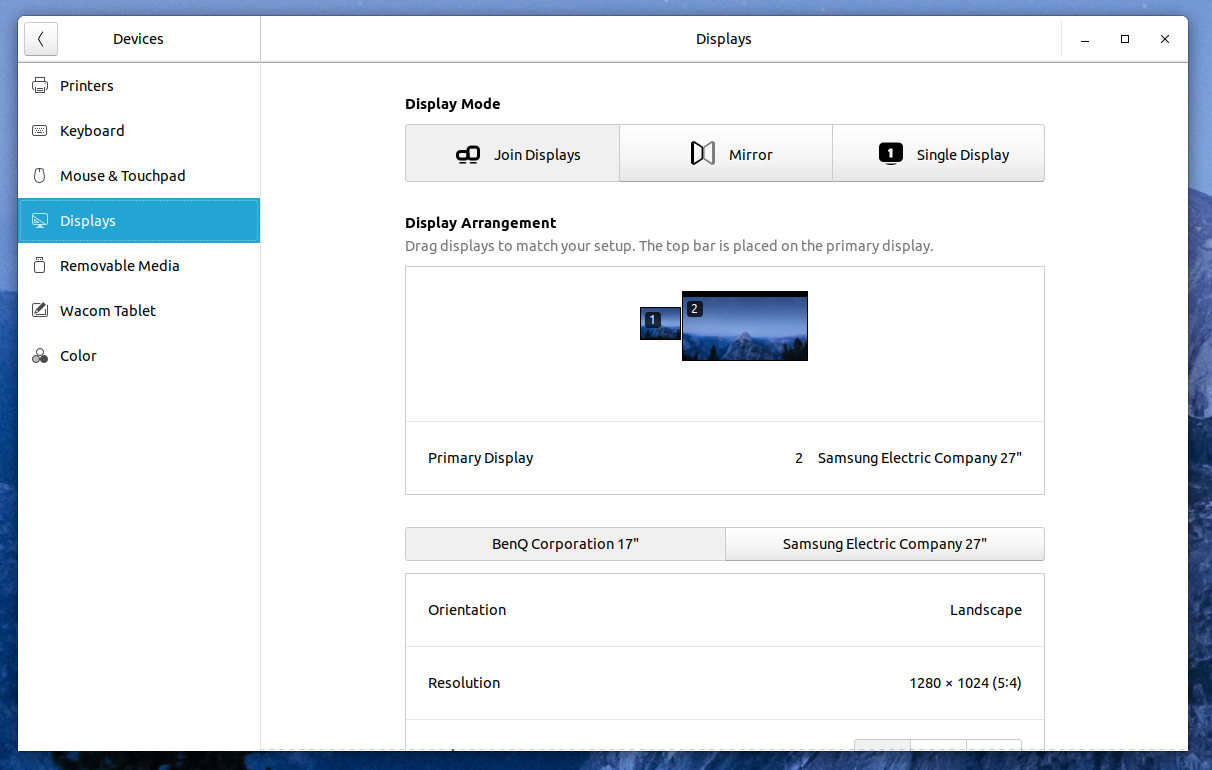 Devices
Displays
Printers
Keyboard
Mouse & Touchpad
Displays
Removable Media
Wacom Tablet
Color
Display Mode
Join Displays
Mirror
1
Single Display
Display Arrangement
Drag displays to match your setup. The top bar is placed on the primary display.
1
2
Primary Display
2 Samsung Electric Company 27"
BenQ Corporation 17"
Samsung Electric Company 27"
Orientation
Landscape
Resolution
1280 × 1024 (5:4)